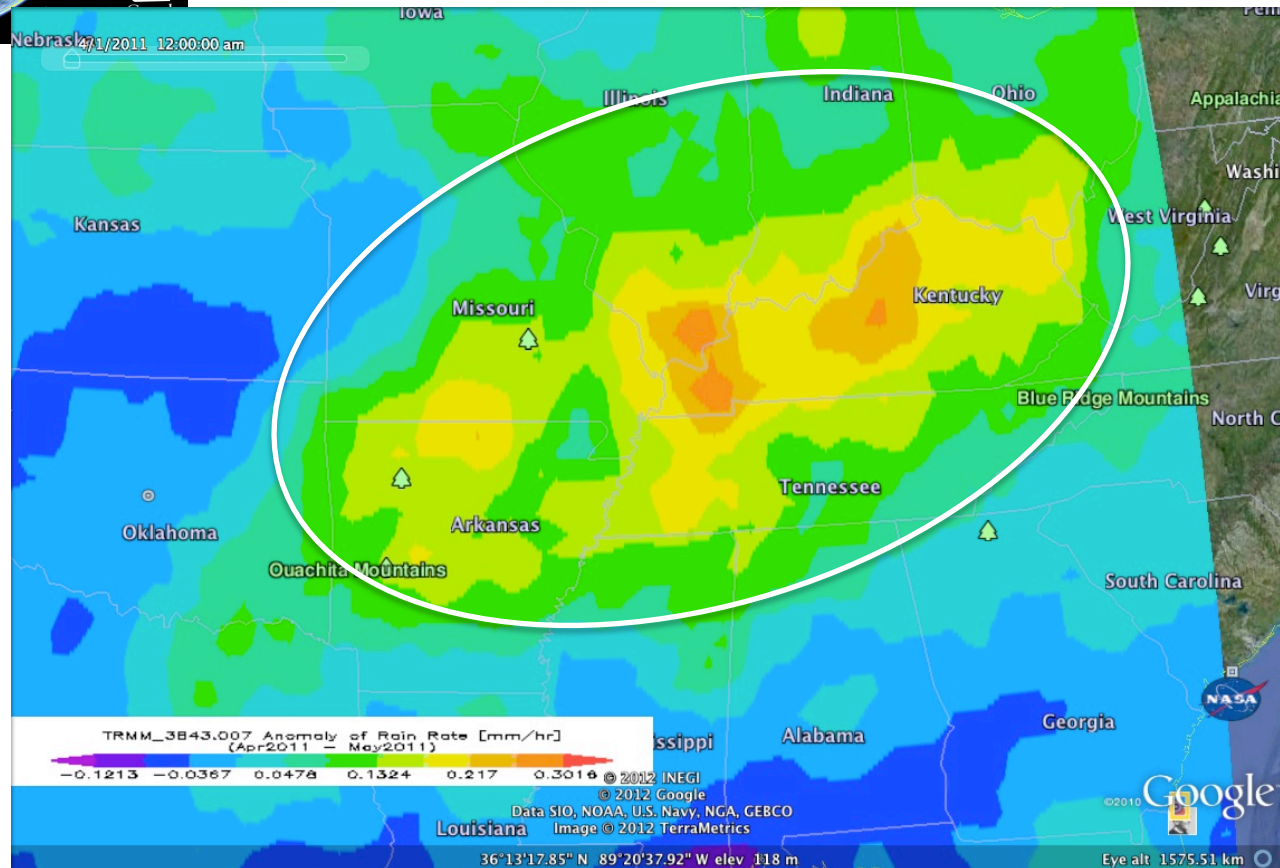 Iowa
Nebraska
4/1/2011 12:00:00 am
Illinois
Indiana
Ohio
Appalachia
Washi
Kansas
West Virginia
Virg
Missouri
Kentucky
Blue Ridge Mountains
North C
Tennessee
Oklahoma
Arkansas
Ouachita Mountains
South Carolina
NASA
Georgia
Alabama
ssissippi
TRMM_3B43.007 Anomaly of Rain Rate [mm/hr]
(Apr2011 – May2011)
−0.1213 −0.0367 0.0478 0.1324 0.217 0.3016
© 2012 INEGI
© 2012 Google
Data SIO, NOAA, U.S. Navy, NGA, GEBCO
Image © 2012 TerraMetrics
Louisiana
©2010 Google
36°13'17.85" N 89°20'37.92" W elev 118 m
Eye alt 1575.51 km